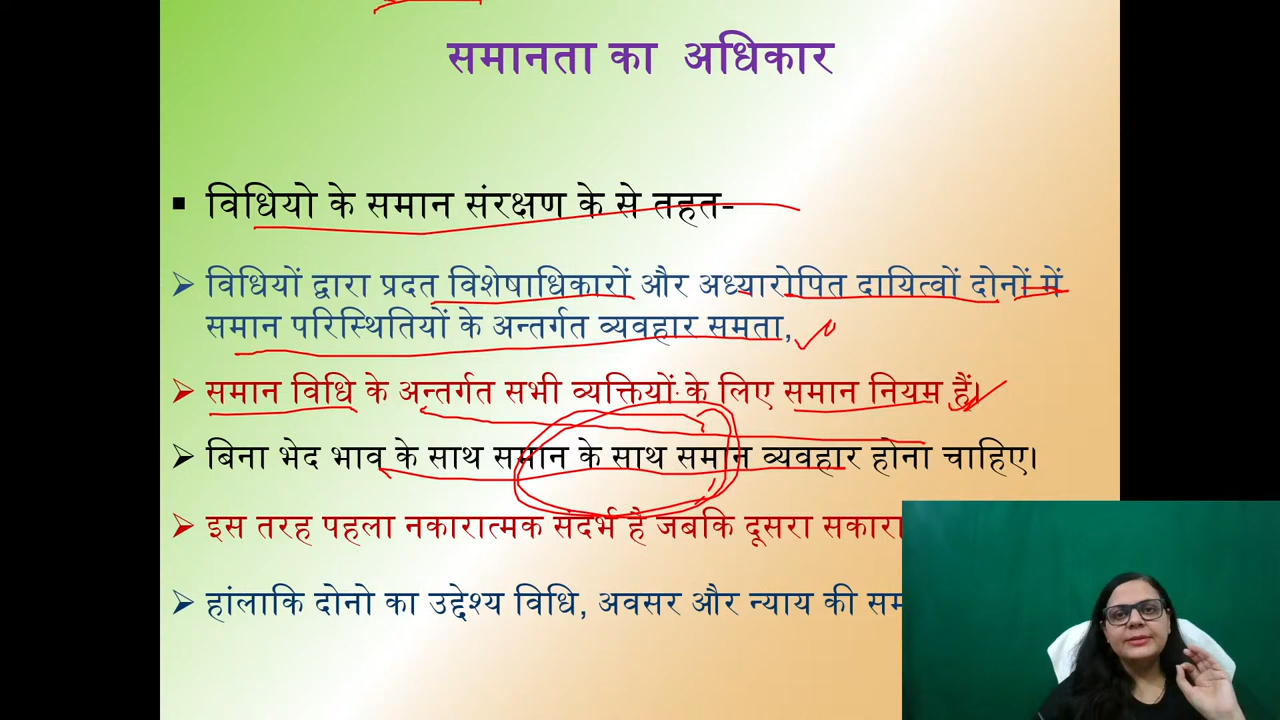 समानता का अधिकार
विधियो के समान संरक्षण के से तहत-
विधियों द्वारा प्रदत विशेषाधिकारों और अध्यारोपित दायित्वों दोनों में
समान परिस्थितियों के अन्तर्गत व्यवहार समता,
समान विधि के अन्तर्गत सभी व्यक्तियों के लिए समान नियम हैं।
बिना भेद भाव के साथ समान के साथ समान व्यवहार होना चाहिए।
इस तरह पहला नकारात्मक संदर्भ है जबकि दूसरा
हांलाकि दोनो का उद्देश्य विधि, अवसर और न्याय की